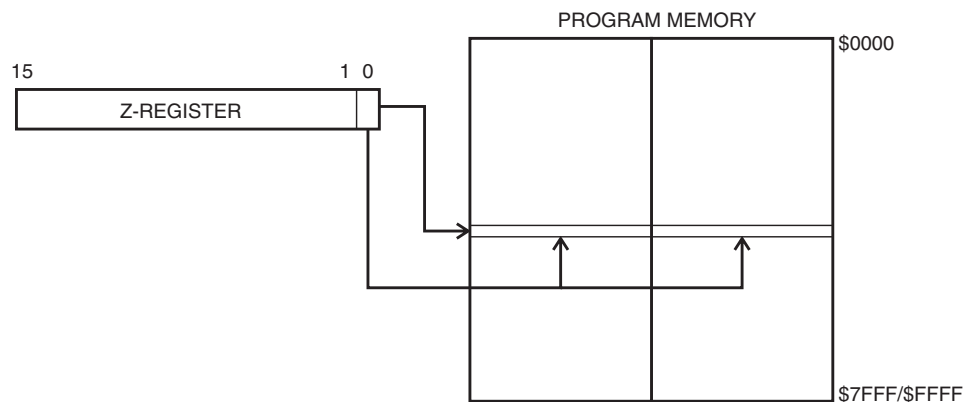 PROGRAM MEMORY
$0000
15 1 0
Z-REGISTER
$7FFF/$FFFF